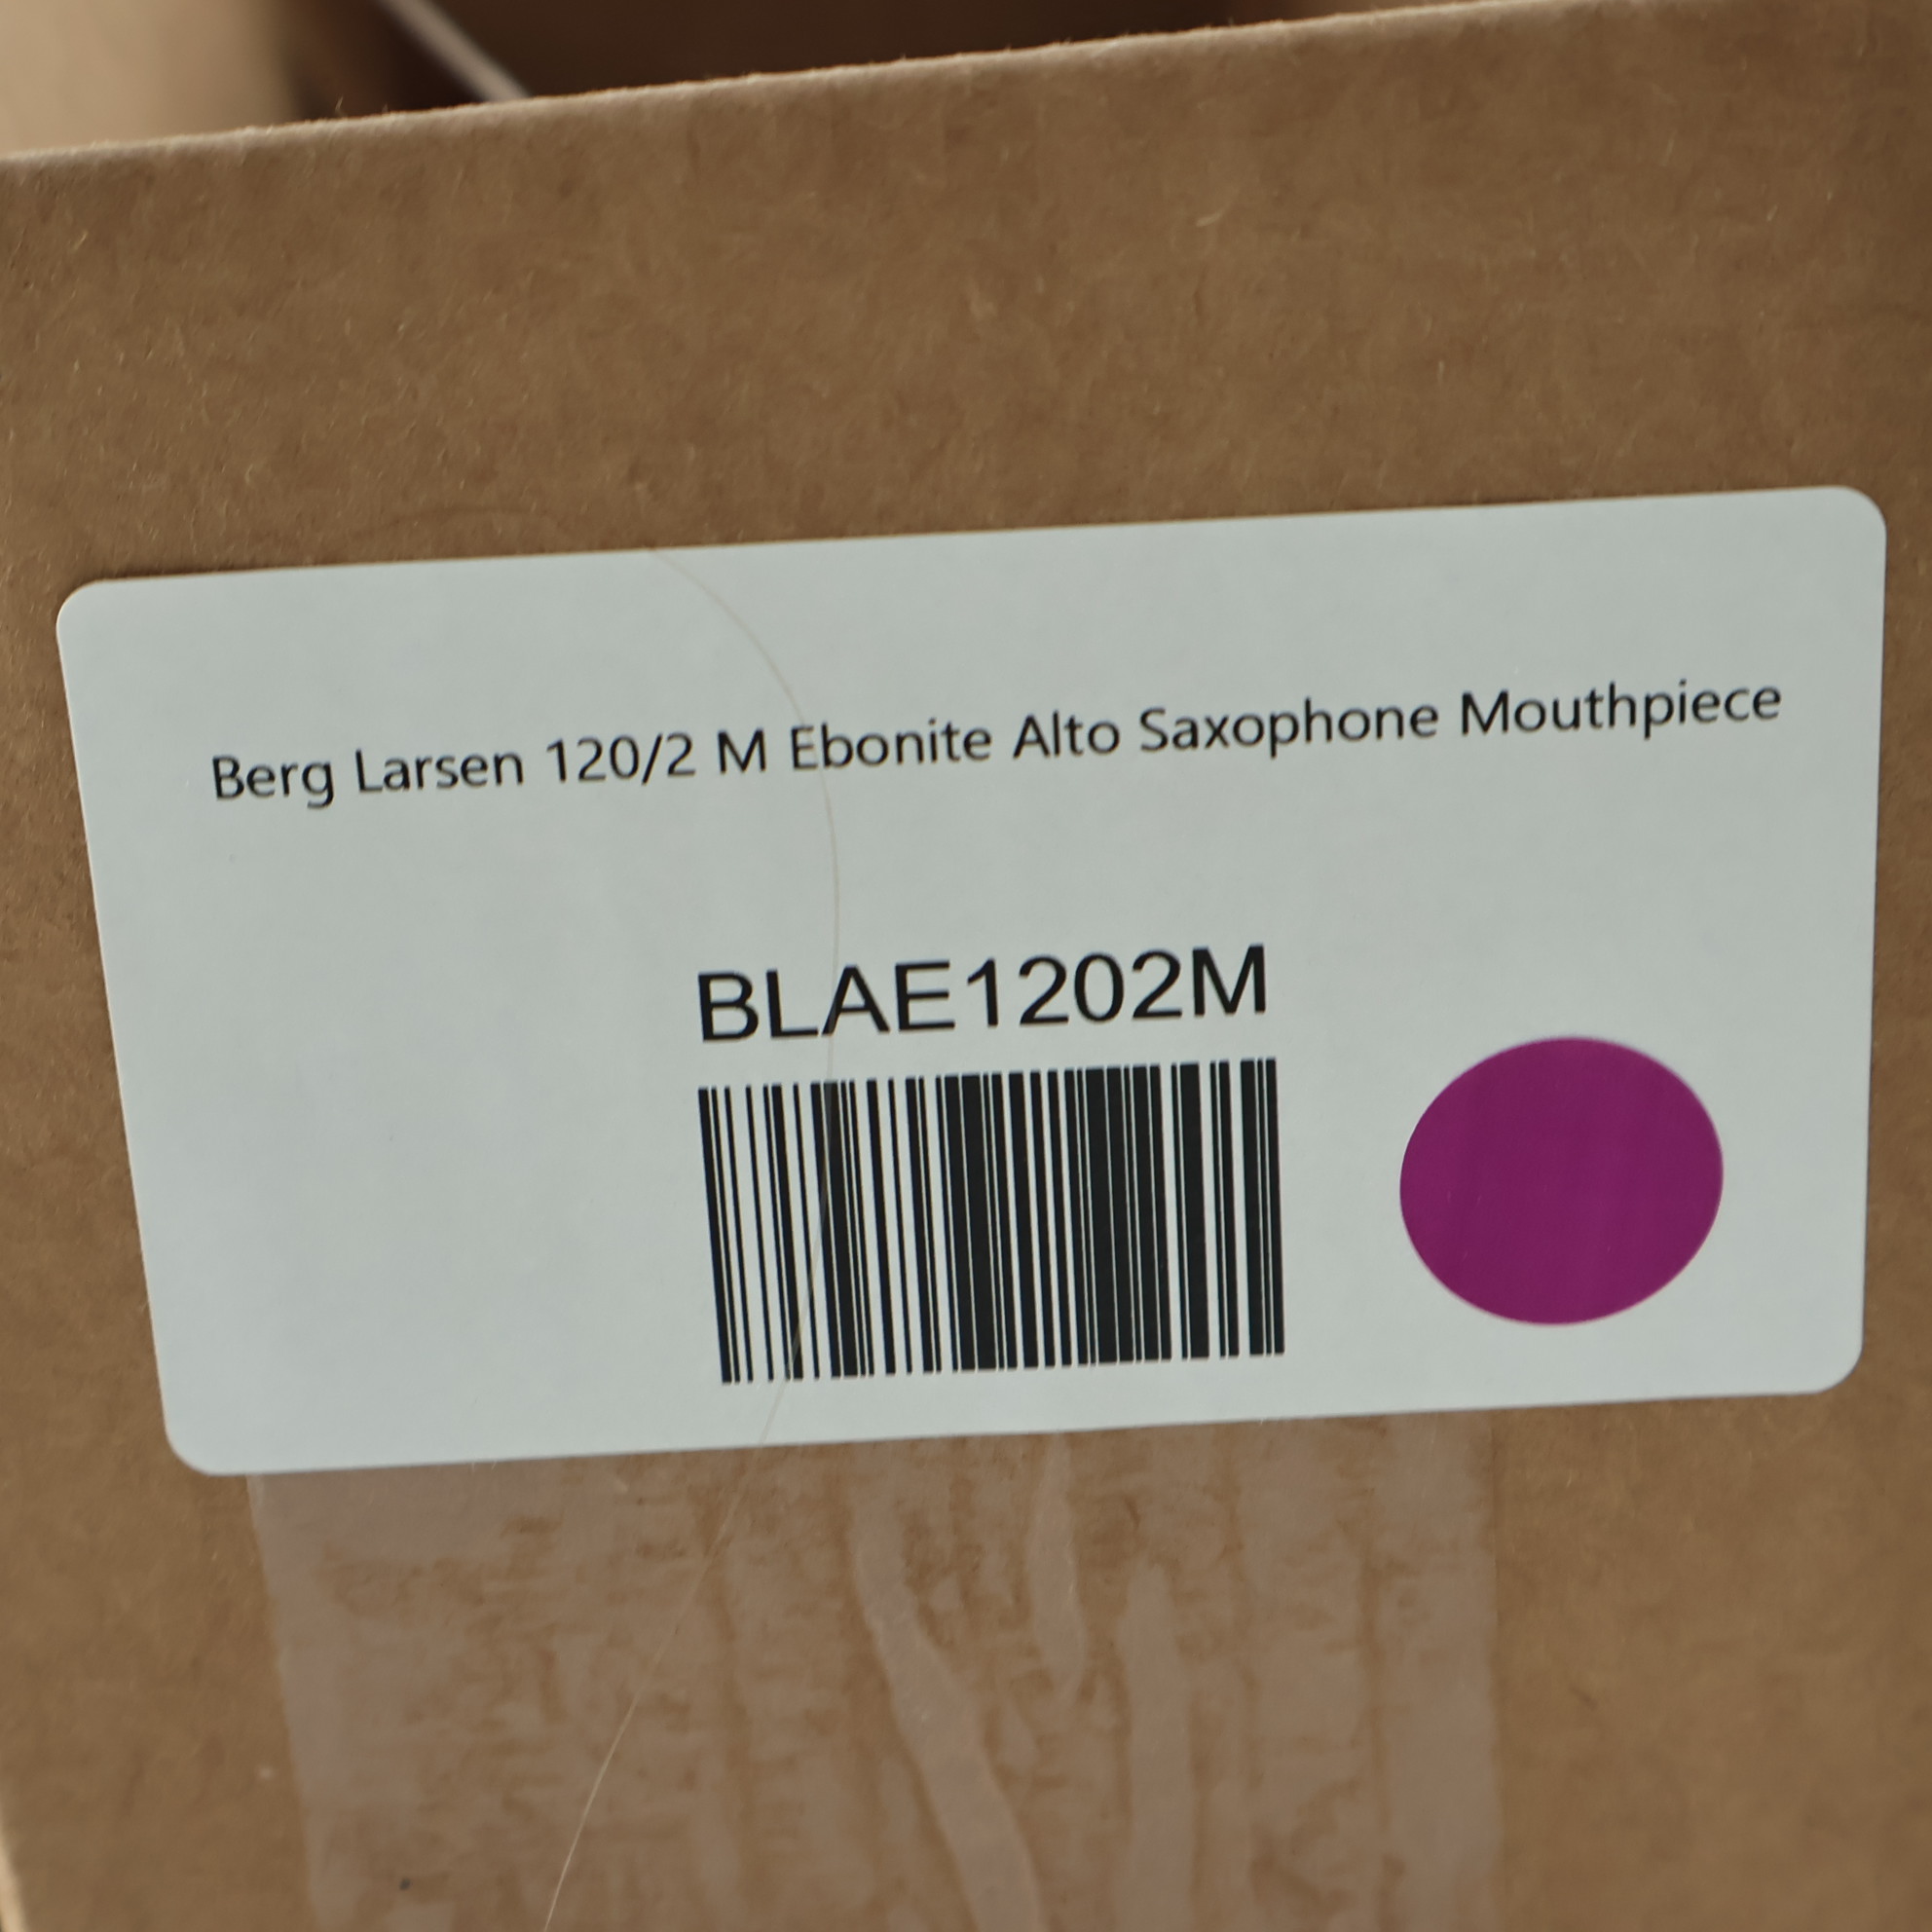 Berg Larsen 120/2 M Ebonite Alto Saxophone Mouthpiece
BLAE1202M